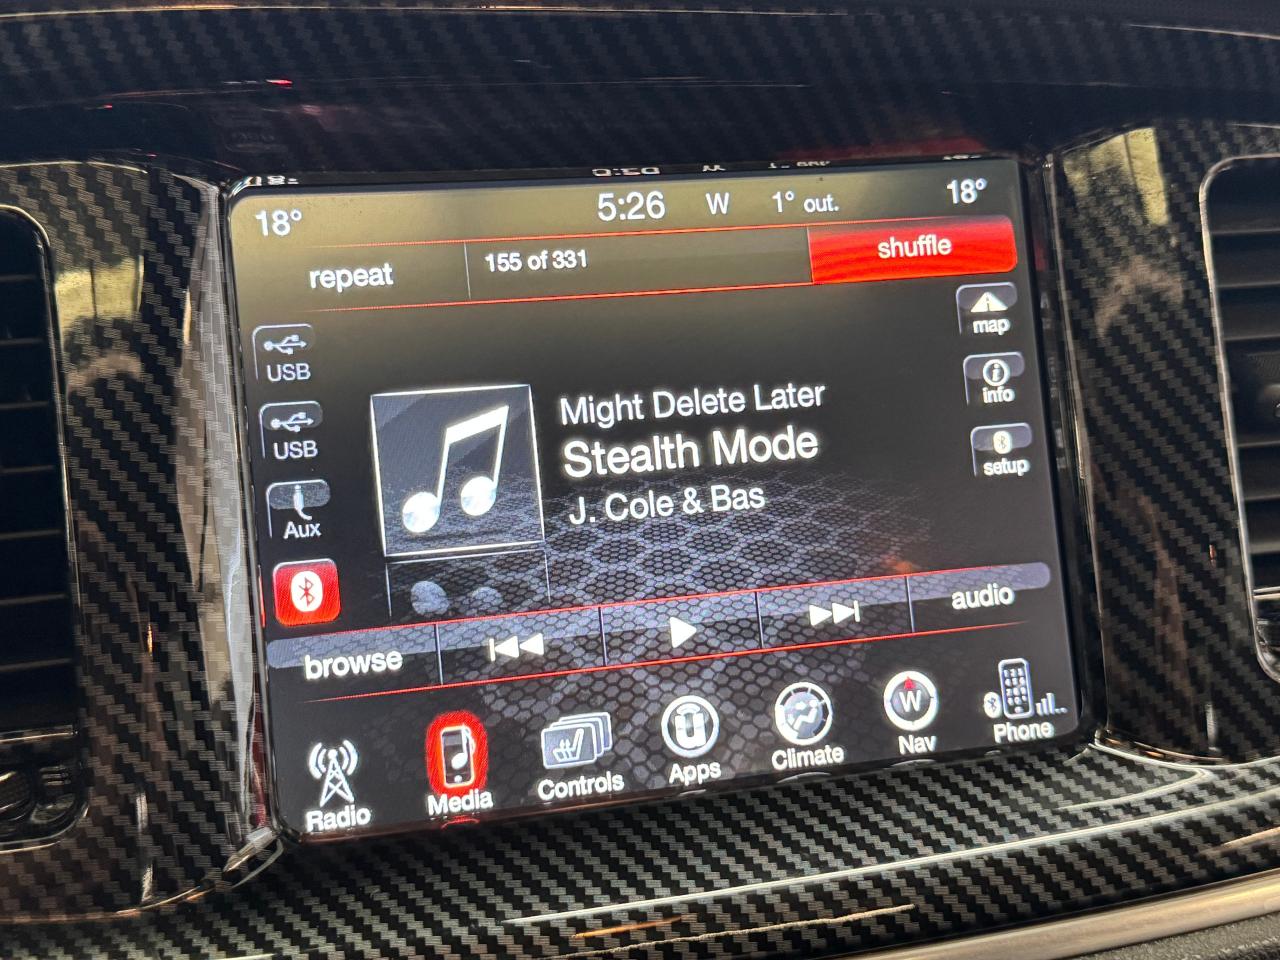 18° 5:26 W 1° out. 18°
repeat 155 of 331 shuffle
map
USB
info
Might Delete Later
USB
Stealth Mode
setup
J. Cole & Bas
Aux
browse audio
Radio Media Controls Apps Climate W Nav Phone